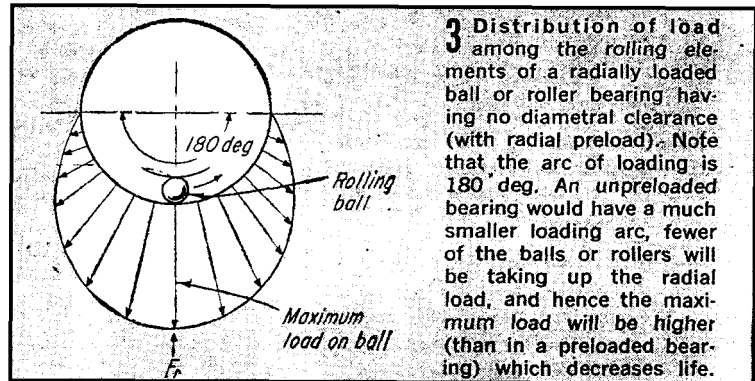 180 deg
Rolling
ball
Maximum
load on ball
Fr
3 Distribution of load
among the rolling ele-
ments of a radially loaded
ball or roller bearing hav-
ing no diametral clearance
(with radial preload). Note
that the arc of loading is
180 deg. An unpreloaded
bearing would have a much
smaller loading arc, fewer
of the balls or rollers will
be taking up the radial
load, and hence the maxi-
mum load will be higher
(than in a preloaded bear-
ing) which decreases life.